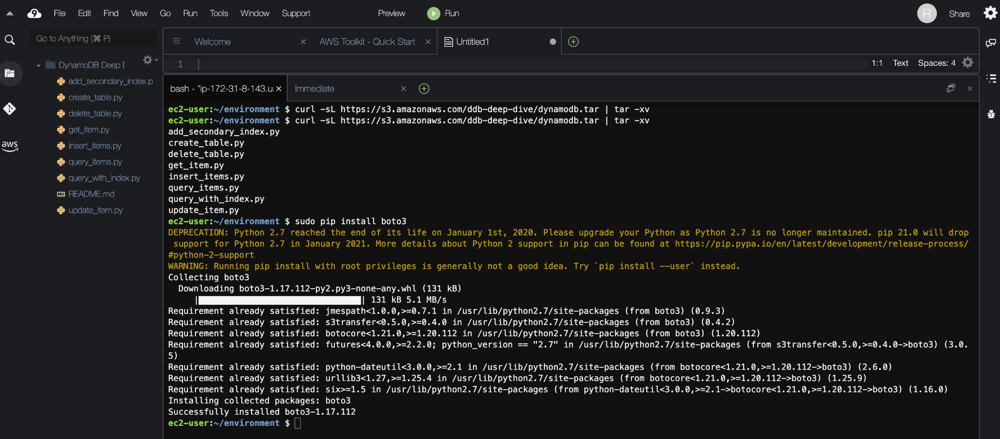 9 File Edit Find View Go Run Tools Window Support Preview Run R Share
Go to Anything (⌘ P)
Welcome × AWS Toolkit - Quick Start × Untitled1
1
1:1 Text Spaces: 4
DynamoDB Deep [
add_secondary_index.p
create_table.py
delete_table.py
get_item.py
insert_items.py
query_items.py
query_with_index.py
README.md
update_item.py
aws
bash - "ip-172-31-8-143.us × Immediate ×
ec2-user:~/environment $ curl -sL https://s3.amazonaws.com/ddb-deep-dive/dynamodb.tar | tar -xv
ec2-user:~/environment $ curl -sL https://s3.amazonaws.com/ddb-deep-dive/dynamodb.tar | tar -xv
add_secondary_index.py
create_table.py
delete_table.py
get_item.py
insert_items.py
query_items.py
query_with_index.py
update_item.py
ec2-user:~/environment $ sudo pip install boto3
DEPRECATION: Python 2.7 reached the end of its life on January 1st, 2020. Please upgrade your Python as Python 2.7 is no longer maintained. pip 21.0 will drop
support for Python 2.7 in January 2021. More details about Python 2 support in pip can be found at https://pip.pypa.io/en/latest/development/release-process/
#python-2-support
WARNING: Running pip install with root privileges is generally not a good idea. Try `pip install --user` instead.
Collecting boto3
Downloading boto3-1.17.112-py2.py3-none-any.whl (131 kB)
| | 131 kB 5.1 MB/s
Requirement already satisfied: jmespath<1.0.0,>=0.7.1 in /usr/lib/python2.7/site-packages (from boto3) (0.9.3)
Requirement already satisfied: s3transfer<0.5.0,>=0.4.0 in /usr/lib/python2.7/site-packages (from boto3) (0.4.2)
Requirement already satisfied: botocore<1.21.0,>=1.20.112 in /usr/lib/python2.7/site-packages (from boto3) (1.20.112)
Requirement already satisfied: futures<4.0.0,>=2.2.0; python_version == "2.7" in /usr/lib/python2.7/site-packages (from s3transfer<0.5.0,>=0.4.0->boto3) (3.0.
5)
Requirement already satisfied: python-dateutil<3.0.0,>=2.1 in /usr/lib/python2.7/site-packages (from botocore<1.21.0,>=1.20.112->boto3) (2.6.0)
Requirement already satisfied: urllib3<1.27,>=1.25.4 in /usr/lib/python2.7/site-packages (from botocore<1.21.0,>=1.20.112->boto3) (1.25.9)
Requirement already satisfied: six>=1.5 in /usr/lib/python2.7/site-packages (from python-dateutil<3.0.0,>=2.1->botocore<1.21.0,>=1.20.112->boto3) (1.16.0)
Installing collected packages: boto3
Successfully installed boto3-1.17.112
ec2-user:~/environment $